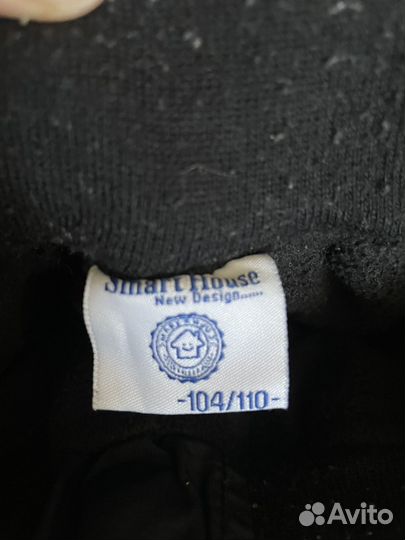 Smart House
New Design......
-104/110-
Avito